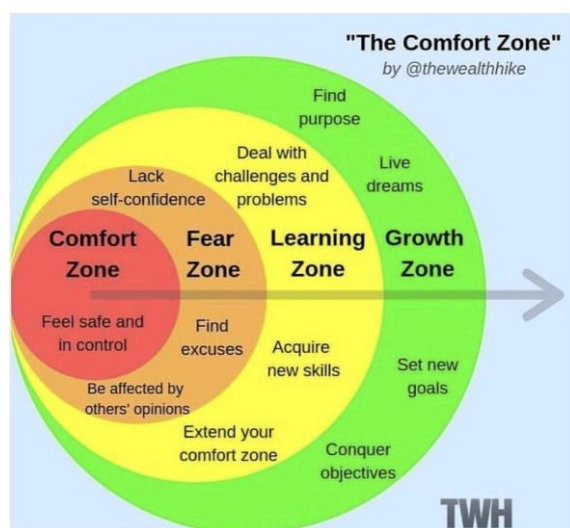 "The Comfort Zone"
by @thewealthhike
Find
purpose
Deal with
challenges and
problems
Live
dreams
Lack
self-confidence
Comfort
Zone
Fear
Zone
Learning
Zone
Growth
Zone
Feel safe and
in control
Find
excuses
Acquire
new skills
Set new
goals
Be affected by
others' opinions
Extend your
comfort zone
Conquer
objectives
TWH